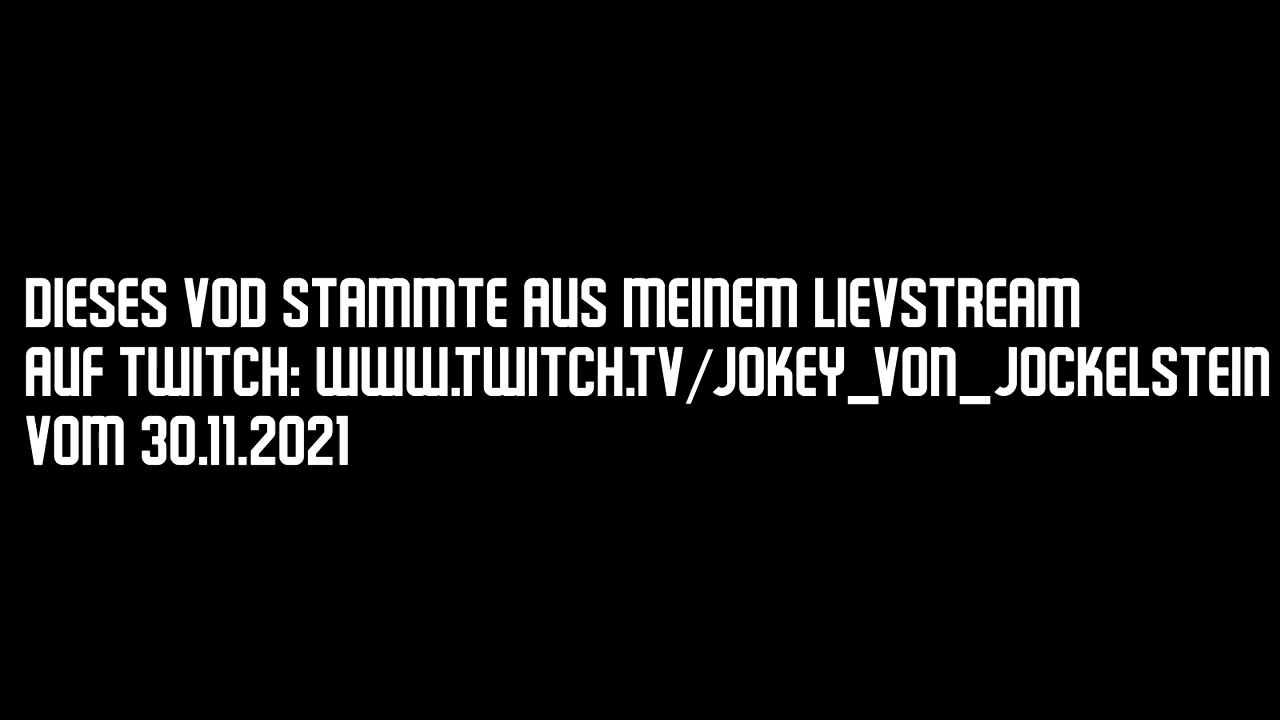 DIESES VOD STAMMTE AUS MEINEM LIEVSTREAM
AUF TWITCH: WWW.TWITCH.TV/JOKEY_VON_JOCKELSTEIN
VOM 30.11.2021